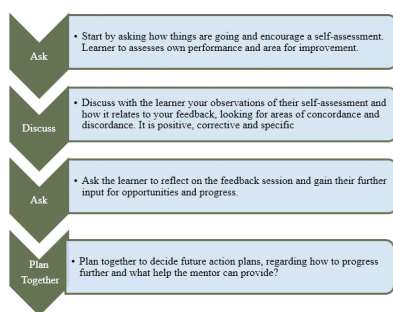 Ask
• Start by asking how things are going and encourage a self-assessment.
Learner to assesses own performance and area for improvement.
Discuss
• Discuss with the learner your observations of their self-assessment and
how it relates to your feedback, looking for areas of concordance and
discordance. It is positive, corrective and specific
Ask
• Ask the learner to reflect on the feedback session and gain their further
input for opportunities and progress.
Plan
Together
• Plan together to decide future action plans, regarding how to progress
further and what help the mentor can provide?